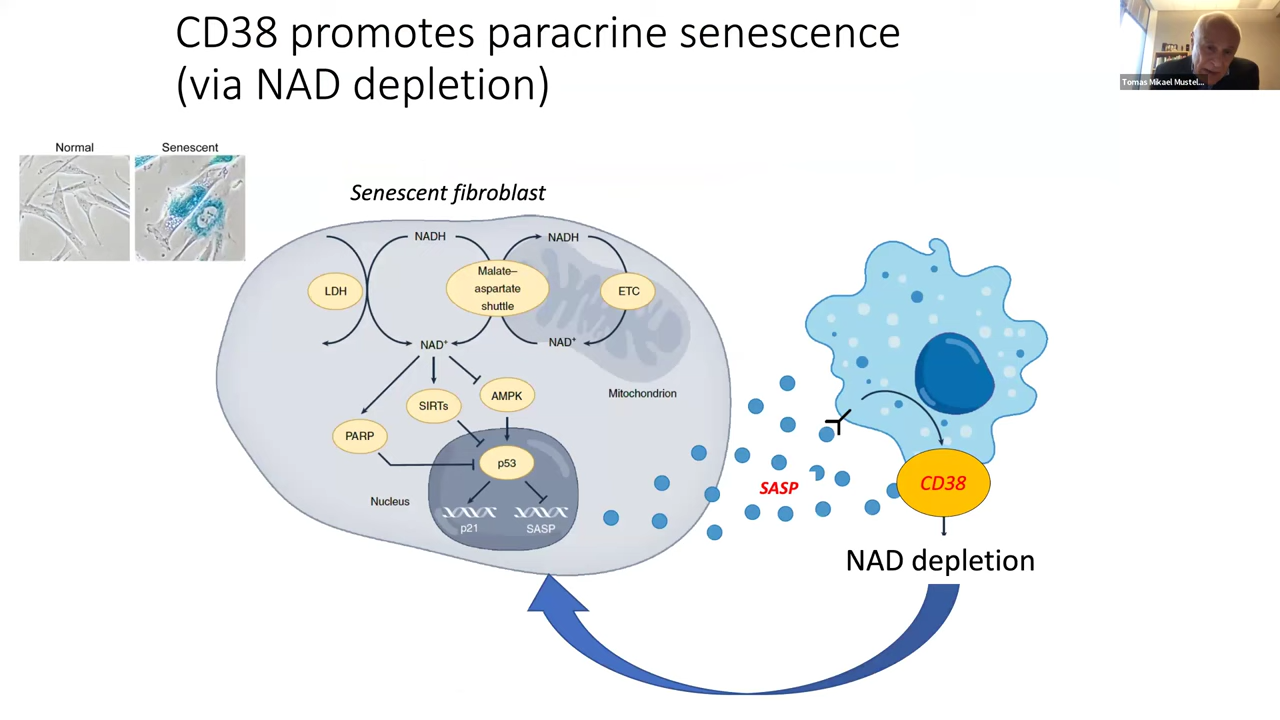 CD38 promotes paracrine senescence
(via NAD depletion)
Tomas Mikael Mustel...
Normal
Senescent
Senescent fibroblast
NADH
NADH
LDH
Malate–
aspartate
shuttle
ETC
NAD⁺
NAD⁺
Mitochondrion
SIRTs
AMPK
PARP
p53
Nucleus
p21
SASP
SASP
CD38
NAD depletion